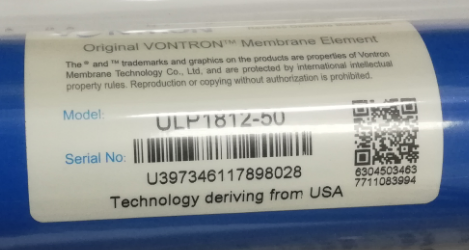 Original VONTRON™ Membrane Element
The ® and ™ trademarks and graphics on the products are properties of Vontron
Membrane Technology Co., Ltd, and are protected by international intellectual
property rules. Reproduction or copying without authorization is prohibited.
Model: ULP1812-50
Serial No:
U397346117898028
6304503463
7711083994
Technology deriving from USA